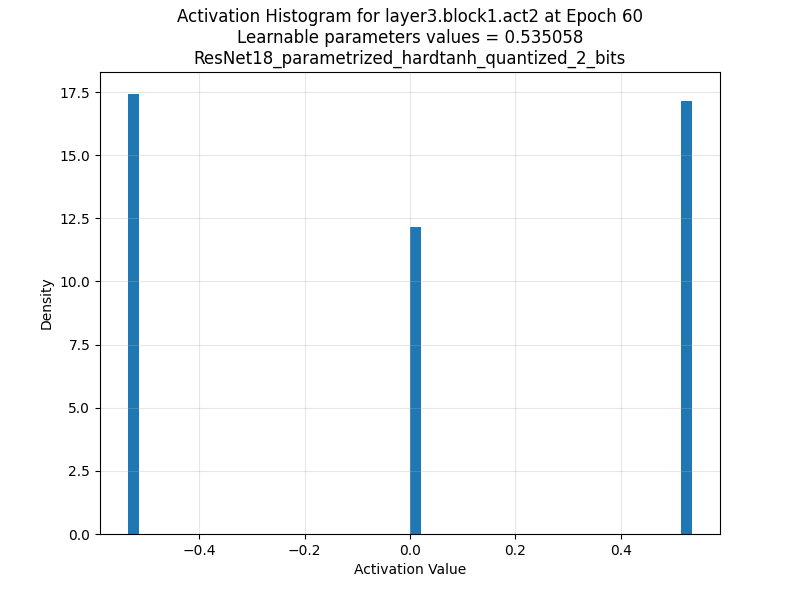 Activation Histogram for layer3.block1.act2 at Epoch 60
Learnable parameters values = 0.535058
ResNet18_parametrized_hardtanh_quantized_2_bits
17.5
15.0
12.5
10.0
7.5
5.0
2.5
0.0
Density
−0.4
−0.2
0.0
0.2
0.4
Activation Value